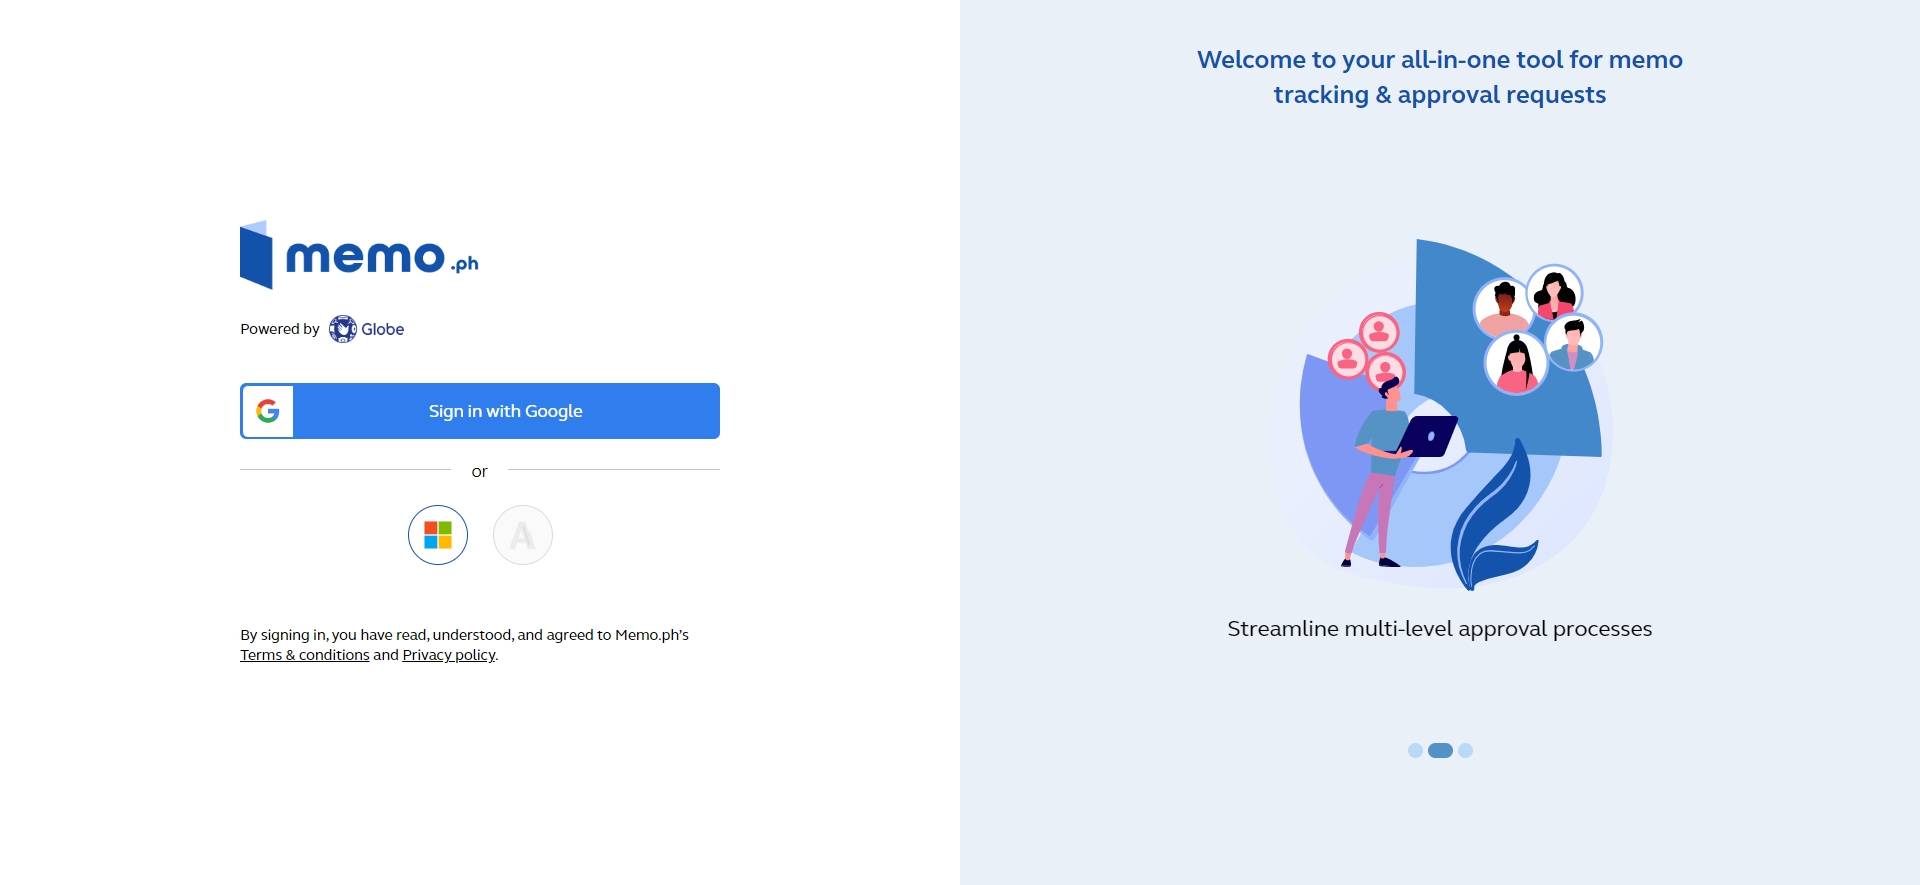 memo.ph
Powered by Globe
Sign in with Google
or
A
By signing in, you have read, understood, and agreed to Memo.ph's
Terms & conditions and Privacy policy.
Welcome to your all-in-one tool for memo
tracking & approval requests
Streamline multi-level approval processes